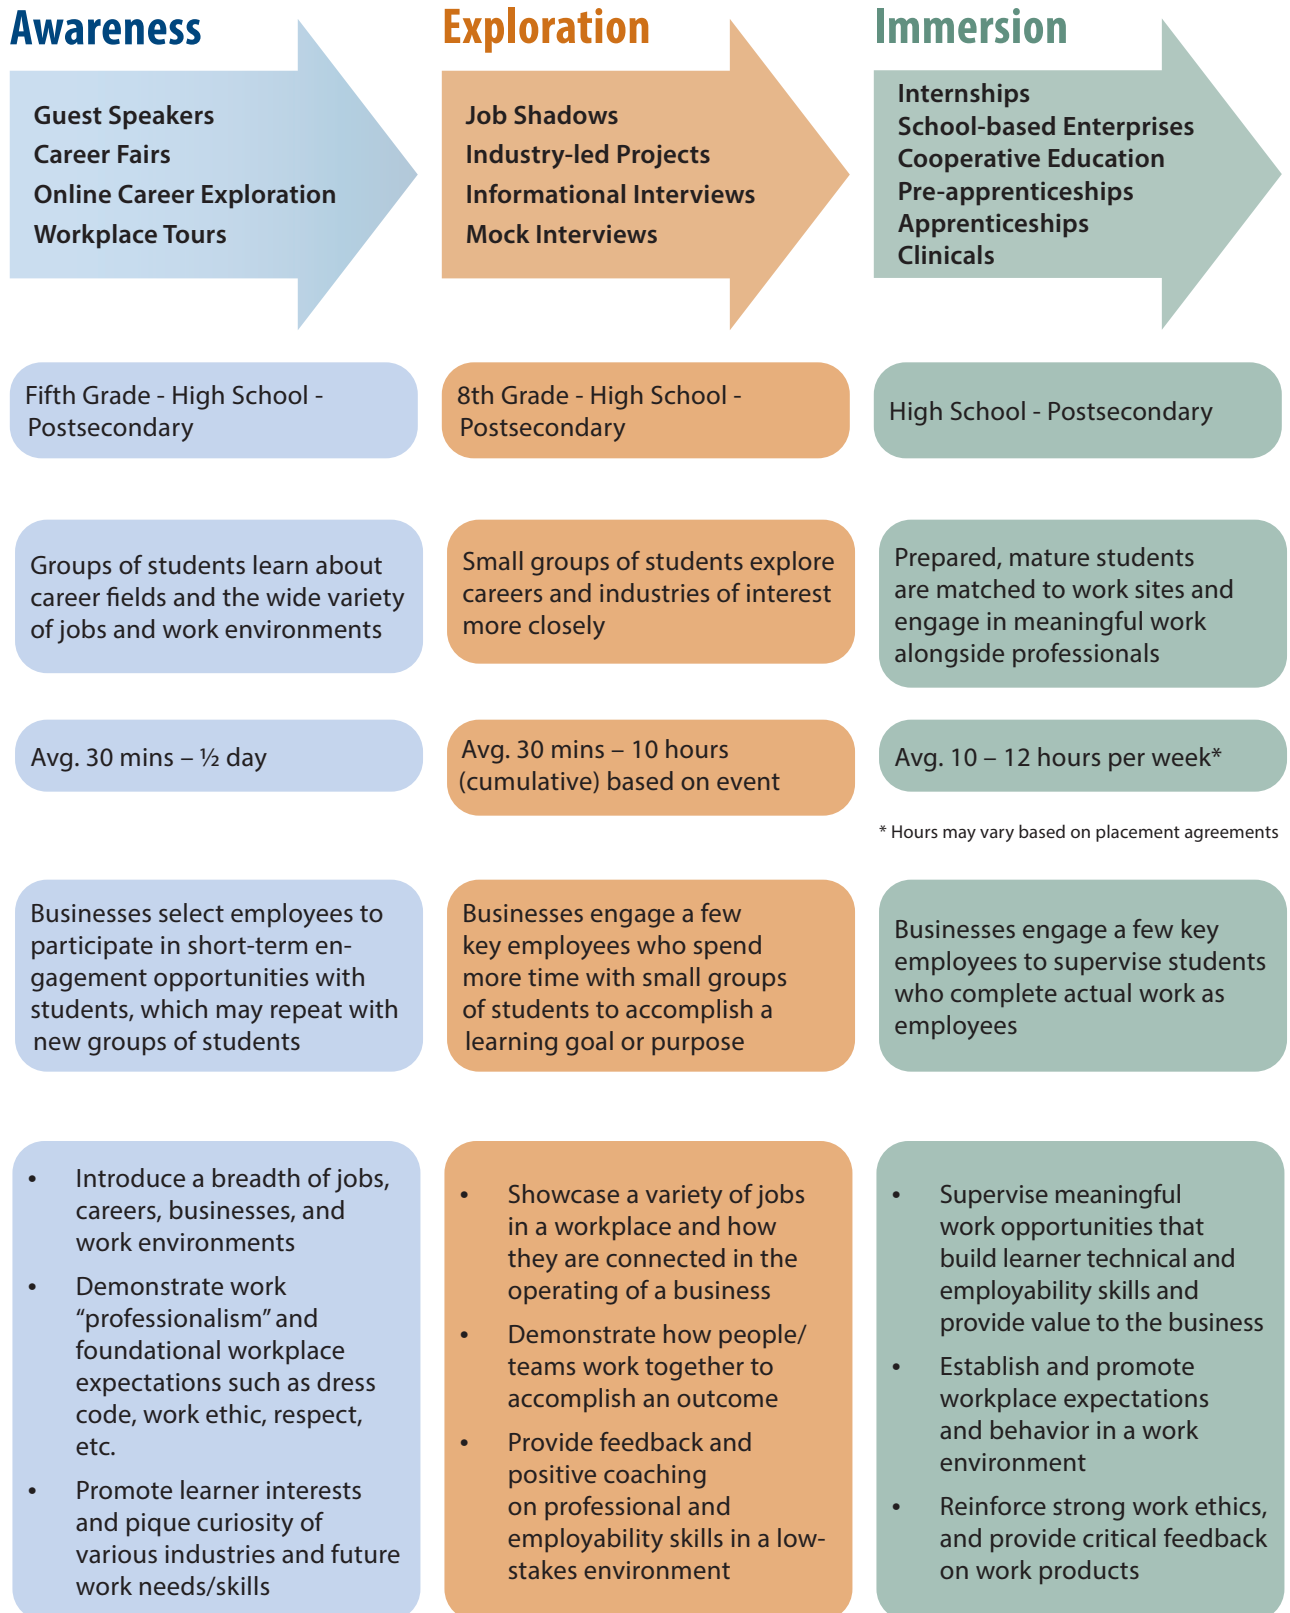 Awareness
Guest Speakers
Career Fairs
Online Career Exploration
Workplace Tours
Exploration
Job Shadows
Industry-led Projects
Informational Interviews
Mock Interviews
Immersion
Internships
School-based Enterprises
Cooperative Education
Pre-apprenticeships
Apprenticeships
Clinicals
Fifth Grade - High School -
Postsecondary
8th Grade - High School -
Postsecondary
High School - Postsecondary
Groups of students learn about
career fields and the wide variety
of jobs and work environments
Small groups of students explore
careers and industries of interest
more closely
Prepared, mature students
are matched to work sites and
engage in meaningful work
alongside professionals
Avg. 30 mins – ½ day
Avg. 30 mins – 10 hours
(cumulative) based on event
Avg. 10 – 12 hours per week*
* Hours may vary based on placement agreements
Businesses select employees to
participate in short-term en-
gagement opportunities with
students, which may repeat with
new groups of students
Businesses engage a few
key employees who spend
more time with small groups
of students to accomplish a
learning goal or purpose
Businesses engage a few key
employees to supervise students
who complete actual work as
employees
• Introduce a breadth of jobs,
careers, businesses, and
work environments
• Demonstrate work
“professionalism” and
foundational workplace
expectations such as dress
code, work ethic, respect,
etc.
• Promote learner interests
and pique curiosity of
various industries and future
work needs/skills
• Showcase a variety of jobs
in a workplace and how
they are connected in the
operating of a business
• Demonstrate how people/
teams work together to
accomplish an outcome
• Provide feedback and
positive coaching
on professional and
employability skills in a low-
stakes environment
• Supervise meaningful
work opportunities that
build learner technical and
employability skills and
provide value to the business
• Establish and promote
workplace expectations
and behavior in a work
environment
• Reinforce strong work ethics,
and provide critical feedback
on work products